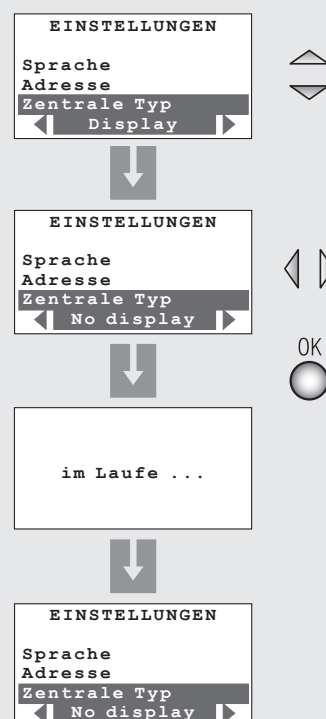 EINSTELLUNGEN
Sprache
Adresse
Zentrale Typ
Display
EINSTELLUNGEN
Sprache
Adresse
Zentrale Typ
No display
OK
im Laufe ...
EINSTELLUNGEN
Sprache
Adresse
Zentrale Typ
No display